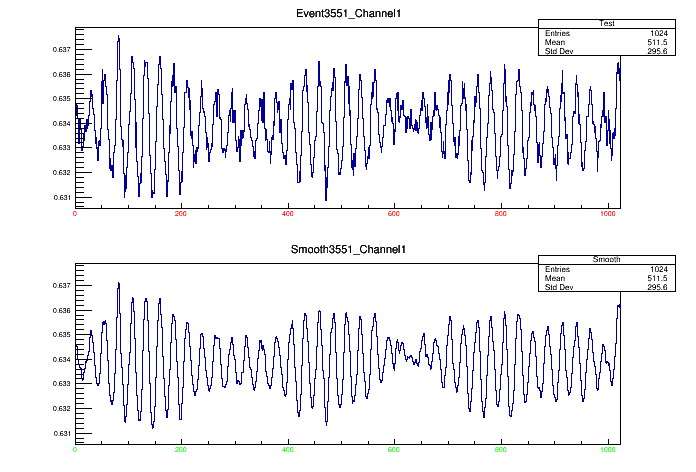 Event3551_Channel1
Test
Entries 1024
Mean 511.5
Std Dev 295.6
0.637
0.636
0.635
0.634
0.633
0.632
0.631
0 200 400 600 800 1000
Smooth3551_Channel1
Smooth
Entries 1024
Mean 511.5
Std Dev 295.6
0.637
0.636
0.635
0.634
0.633
0.632
0.631
0 200 400 600 800 1000